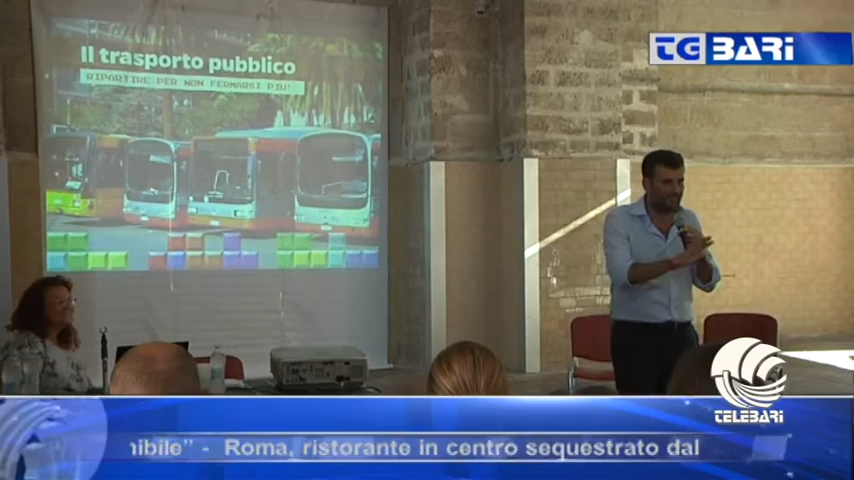 Il trasporto pubblico
RIPARTIRE PER NON FERMARSI PIU'!
TG BARI
TELEBARI
nibile” - Roma, ristorante in centro sequestrato dal